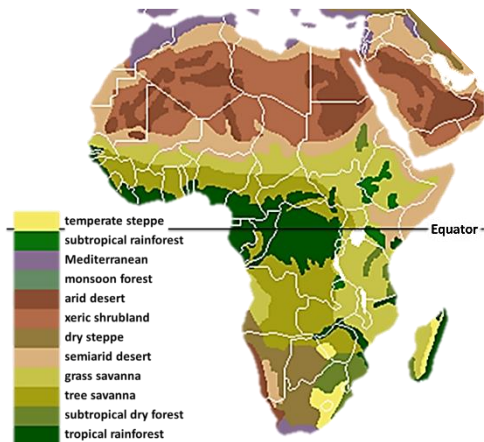 temperate steppe
subtropical rainforest
Equator
Mediterranean
monsoon forest
arid desert
xeric shrubland
dry steppe
semiarid desert
grass savanna
tree savanna
subtropical dry forest
tropical rainforest